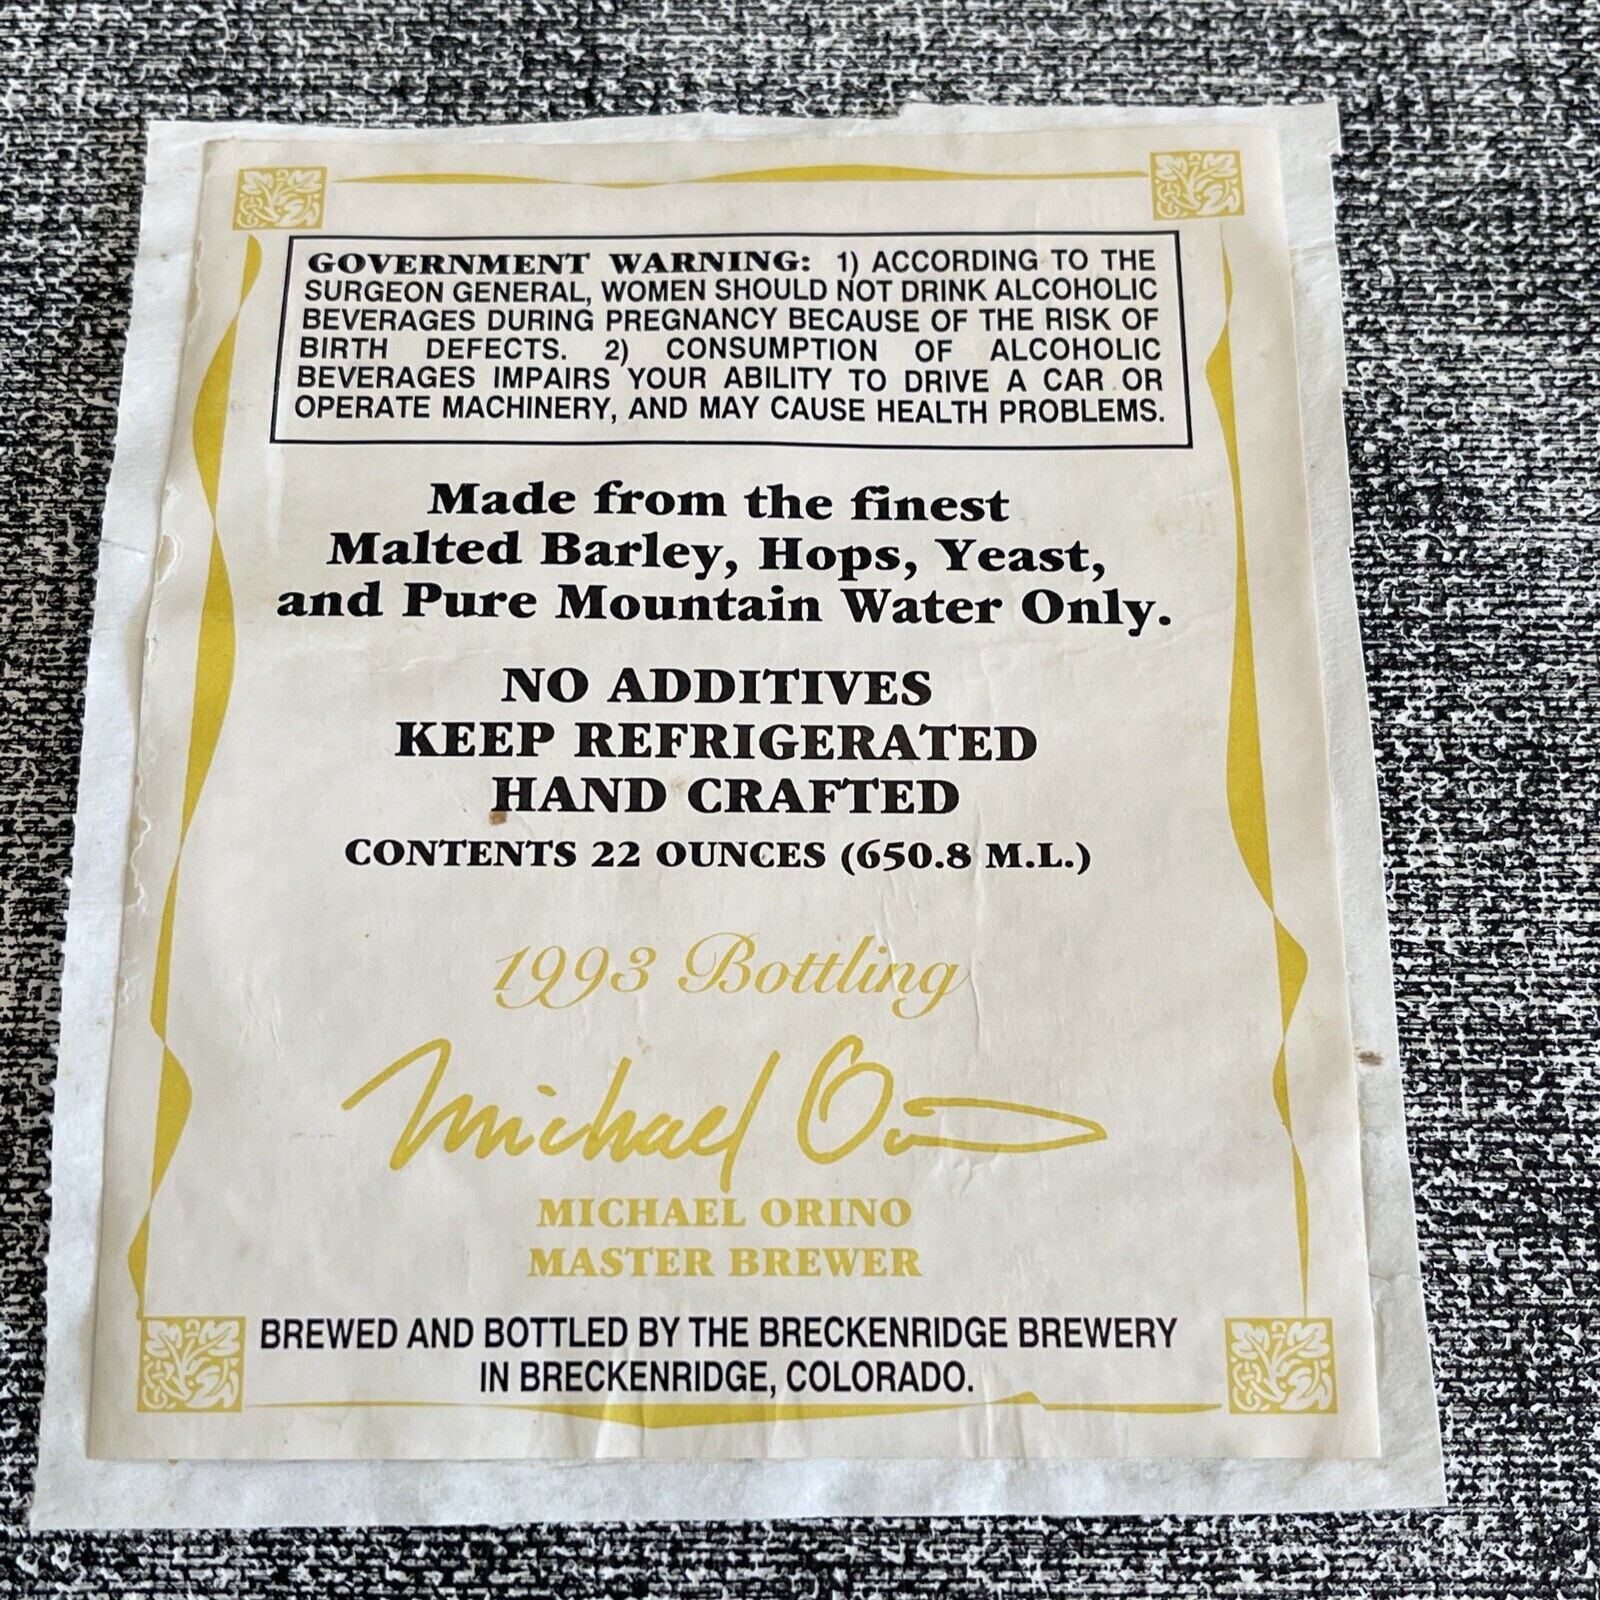 GOVERNMENT WARNING: 1) ACCORDING TO THE
SURGEON GENERAL, WOMEN SHOULD NOT DRINK ALCOHOLIC
BEVERAGES DURING PREGNANCY BECAUSE OF THE RISK OF
BIRTH DEFECTS. 2) CONSUMPTION OF ALCOHOLIC
BEVERAGES IMPAIRS YOUR ABILITY TO DRIVE A CAR OR
OPERATE MACHINERY, AND MAY CAUSE HEALTH PROBLEMS.
Made from the finest
Malted Barley, Hops, Yeast,
and Pure Mountain Water Only.
NO ADDITIVES
KEEP REFRIGERATED
HAND CRAFTED
CONTENTS 22 OUNCES (650.8 M.L.)
1993 Bottling
Michael Orino
MICHAEL ORINO
MASTER BREWER
BREWED AND BOTTLED BY THE BRECKENRIDGE BREWERY
IN BRECKENRIDGE, COLORADO.